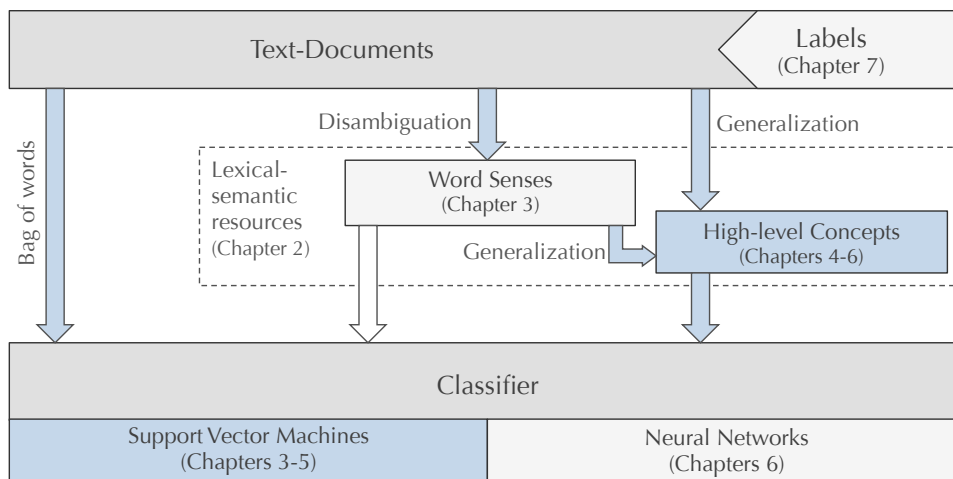 Text-Documents
Labels
(Chapter 7)
Bag of words
Disambiguation
Generalization
Lexical-
semantic
resources
(Chapter 2)
Word Senses
(Chapter 3)
Generalization
High-level Concepts
(Chapters 4-6)
Classifier
Support Vector Machines
(Chapters 3-5)
Neural Networks
(Chapters 6)